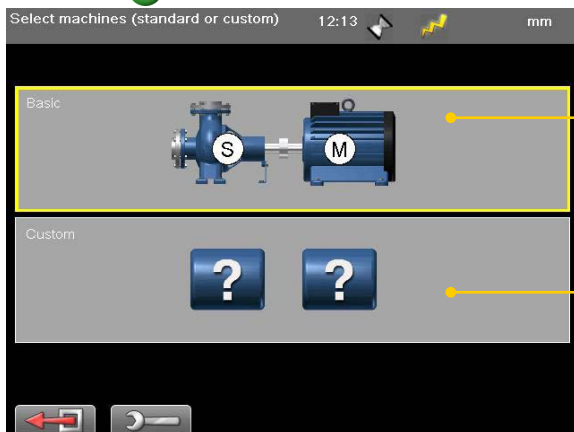 Select machines (standard or custom) 12:13 mm
Basic
S M
Custom
? ?